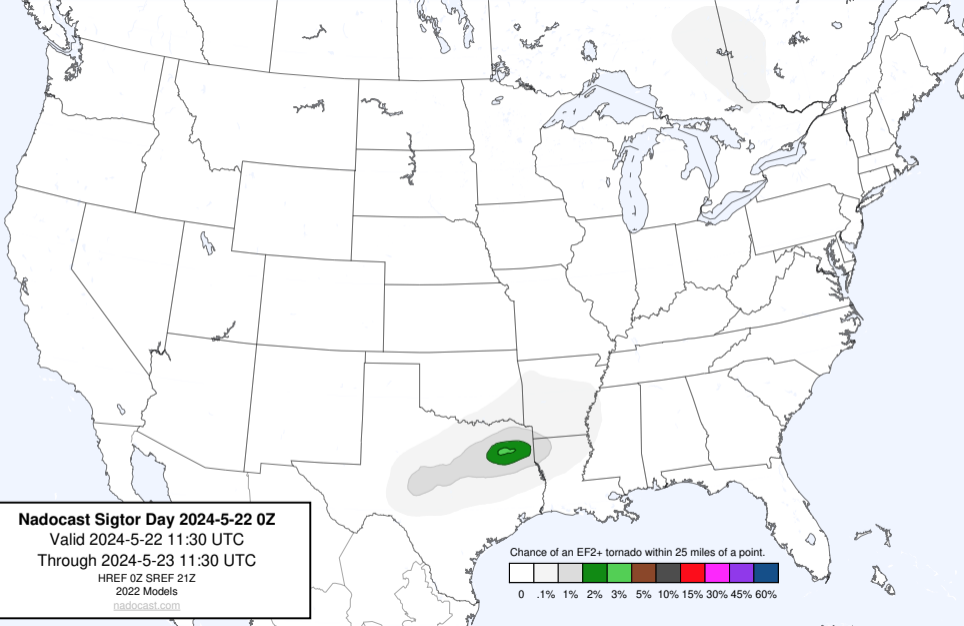 Nadocast Sigtor Day 2024-5-22 0Z
Valid 2024-5-22 11:30 UTC
Through 2024-5-23 11:30 UTC
HREF 0Z SREF 21Z
2022 Models
nadocast.com
Chance of an EF2+ tornado within 25 miles of a point.
0 .1% 1% 2% 3% 5% 10% 15% 30% 45% 60%